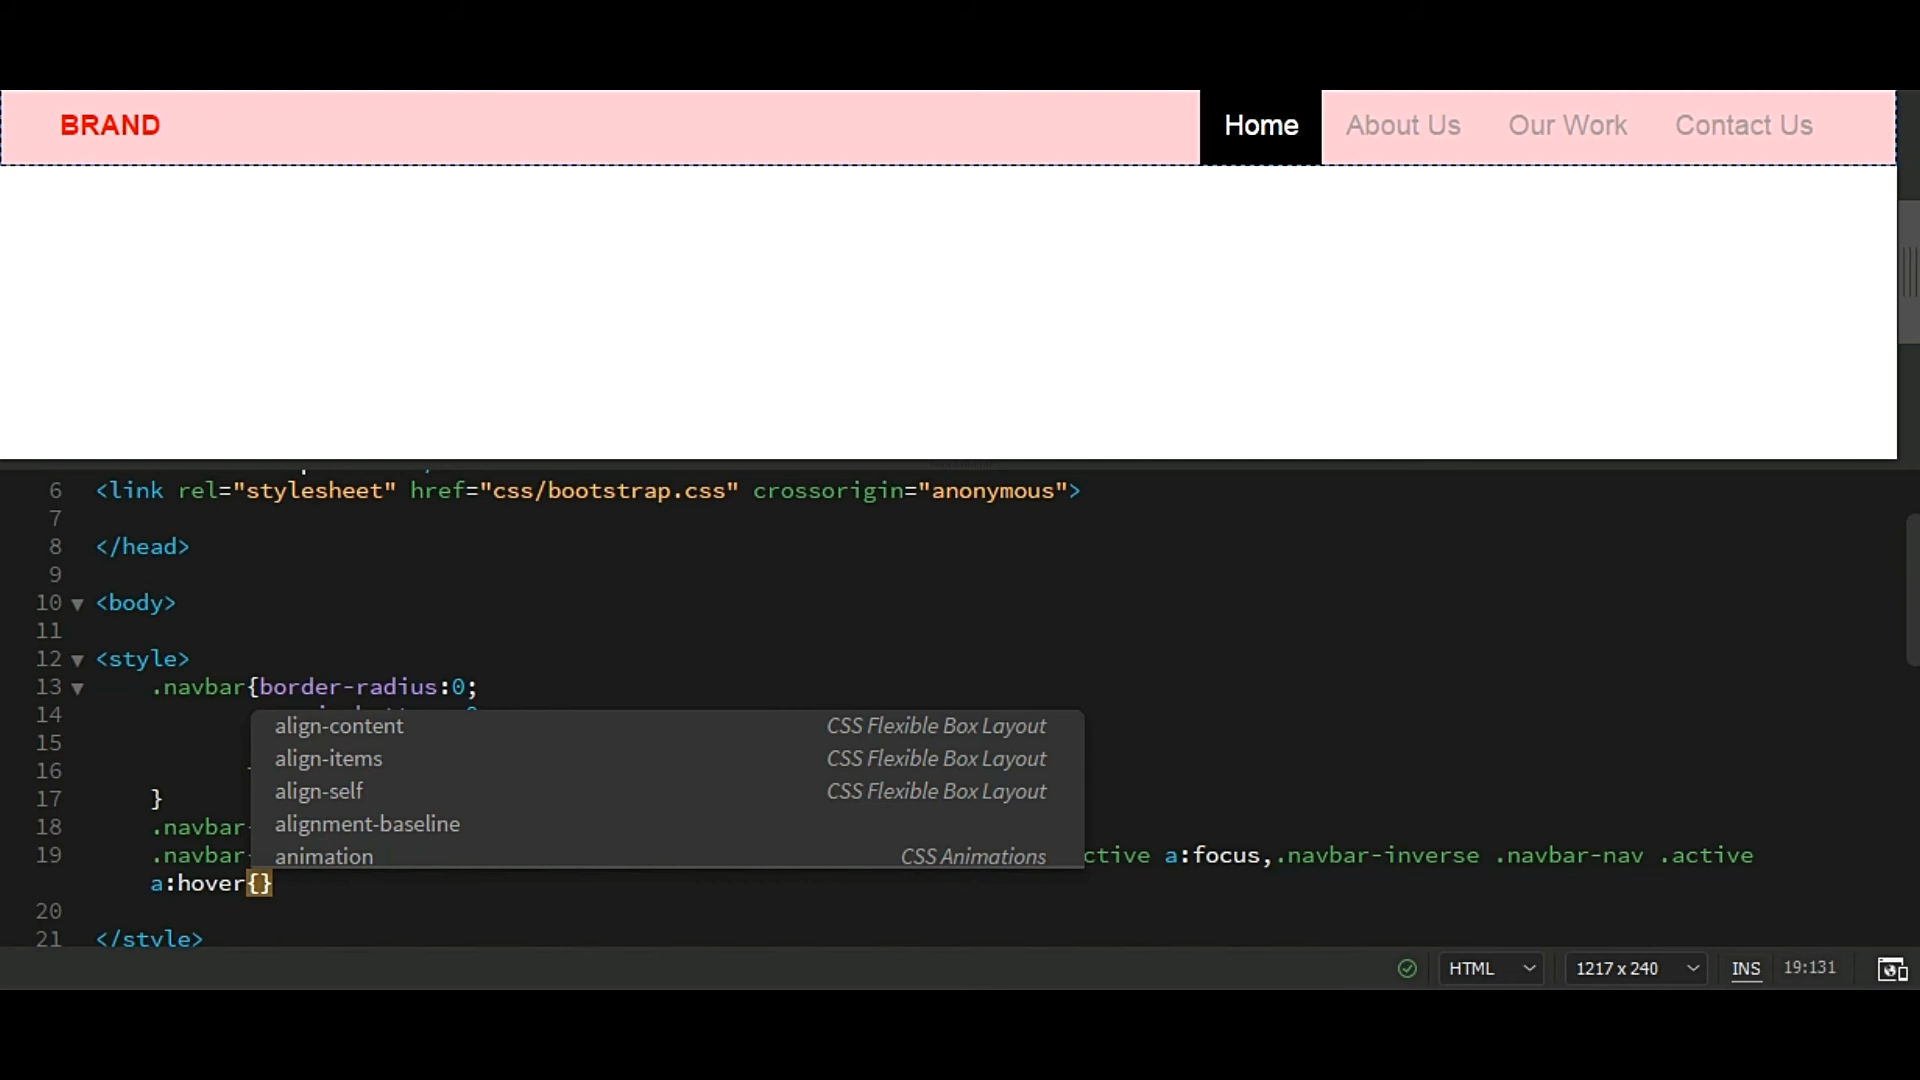 BRAND Home About Us Our Work Contact Us
6 <link rel="stylesheet" href="css/bootstrap.css" crossorigin="anonymous">
7
8 </head>
9
10 <body>
11
12 <style>
13 .navbar{border-radius:0;
14
align-content CSS Flexible Box Layout
15
align-items CSS Flexible Box Layout
16
align-self CSS Flexible Box Layout
17 }
alignment-baseline
18 .navbar-
19 .navbar- ctive a:focus,.navbar-inverse .navbar-nav .active
animation CSS Animations
a:hover{}
20
21 </style>
HTML 1217 x 240 INS 19:131